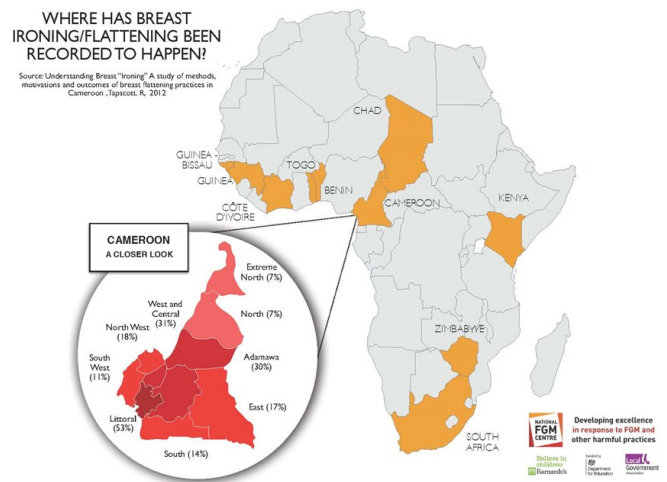 WHERE HAS BREAST
IRONING/FLATTENING BEEN
RECORDED TO HAPPEN?
Source: Understanding Breast "Ironing" A study of methods,
motivations and outcomes of breast flattening practices in
Cameroon ,Tapscott. R, 2012
CHAD
GUINEA -
BISSAU
GUINEA
TOGO
BENIN
CÔTE
D'IVOIRE
CAMEROON
KENYA
ZIMBABWE
SOUTH
AFRICA
CAMEROON
A CLOSER LOOK
Extreme
North (7%)
West and
Central
(31%)
North (7%)
North West
(18%)
Adamawa
(30%)
South
West
(11%)
East (17%)
Littoral
(53%)
South (14%)
NATIONAL
FGM
CENTRE
Developing excellence
in response to FGM and
other harmful practices
Believe in
children
Barnardo's
Funded by
Department
for Education
Local
Government
Association